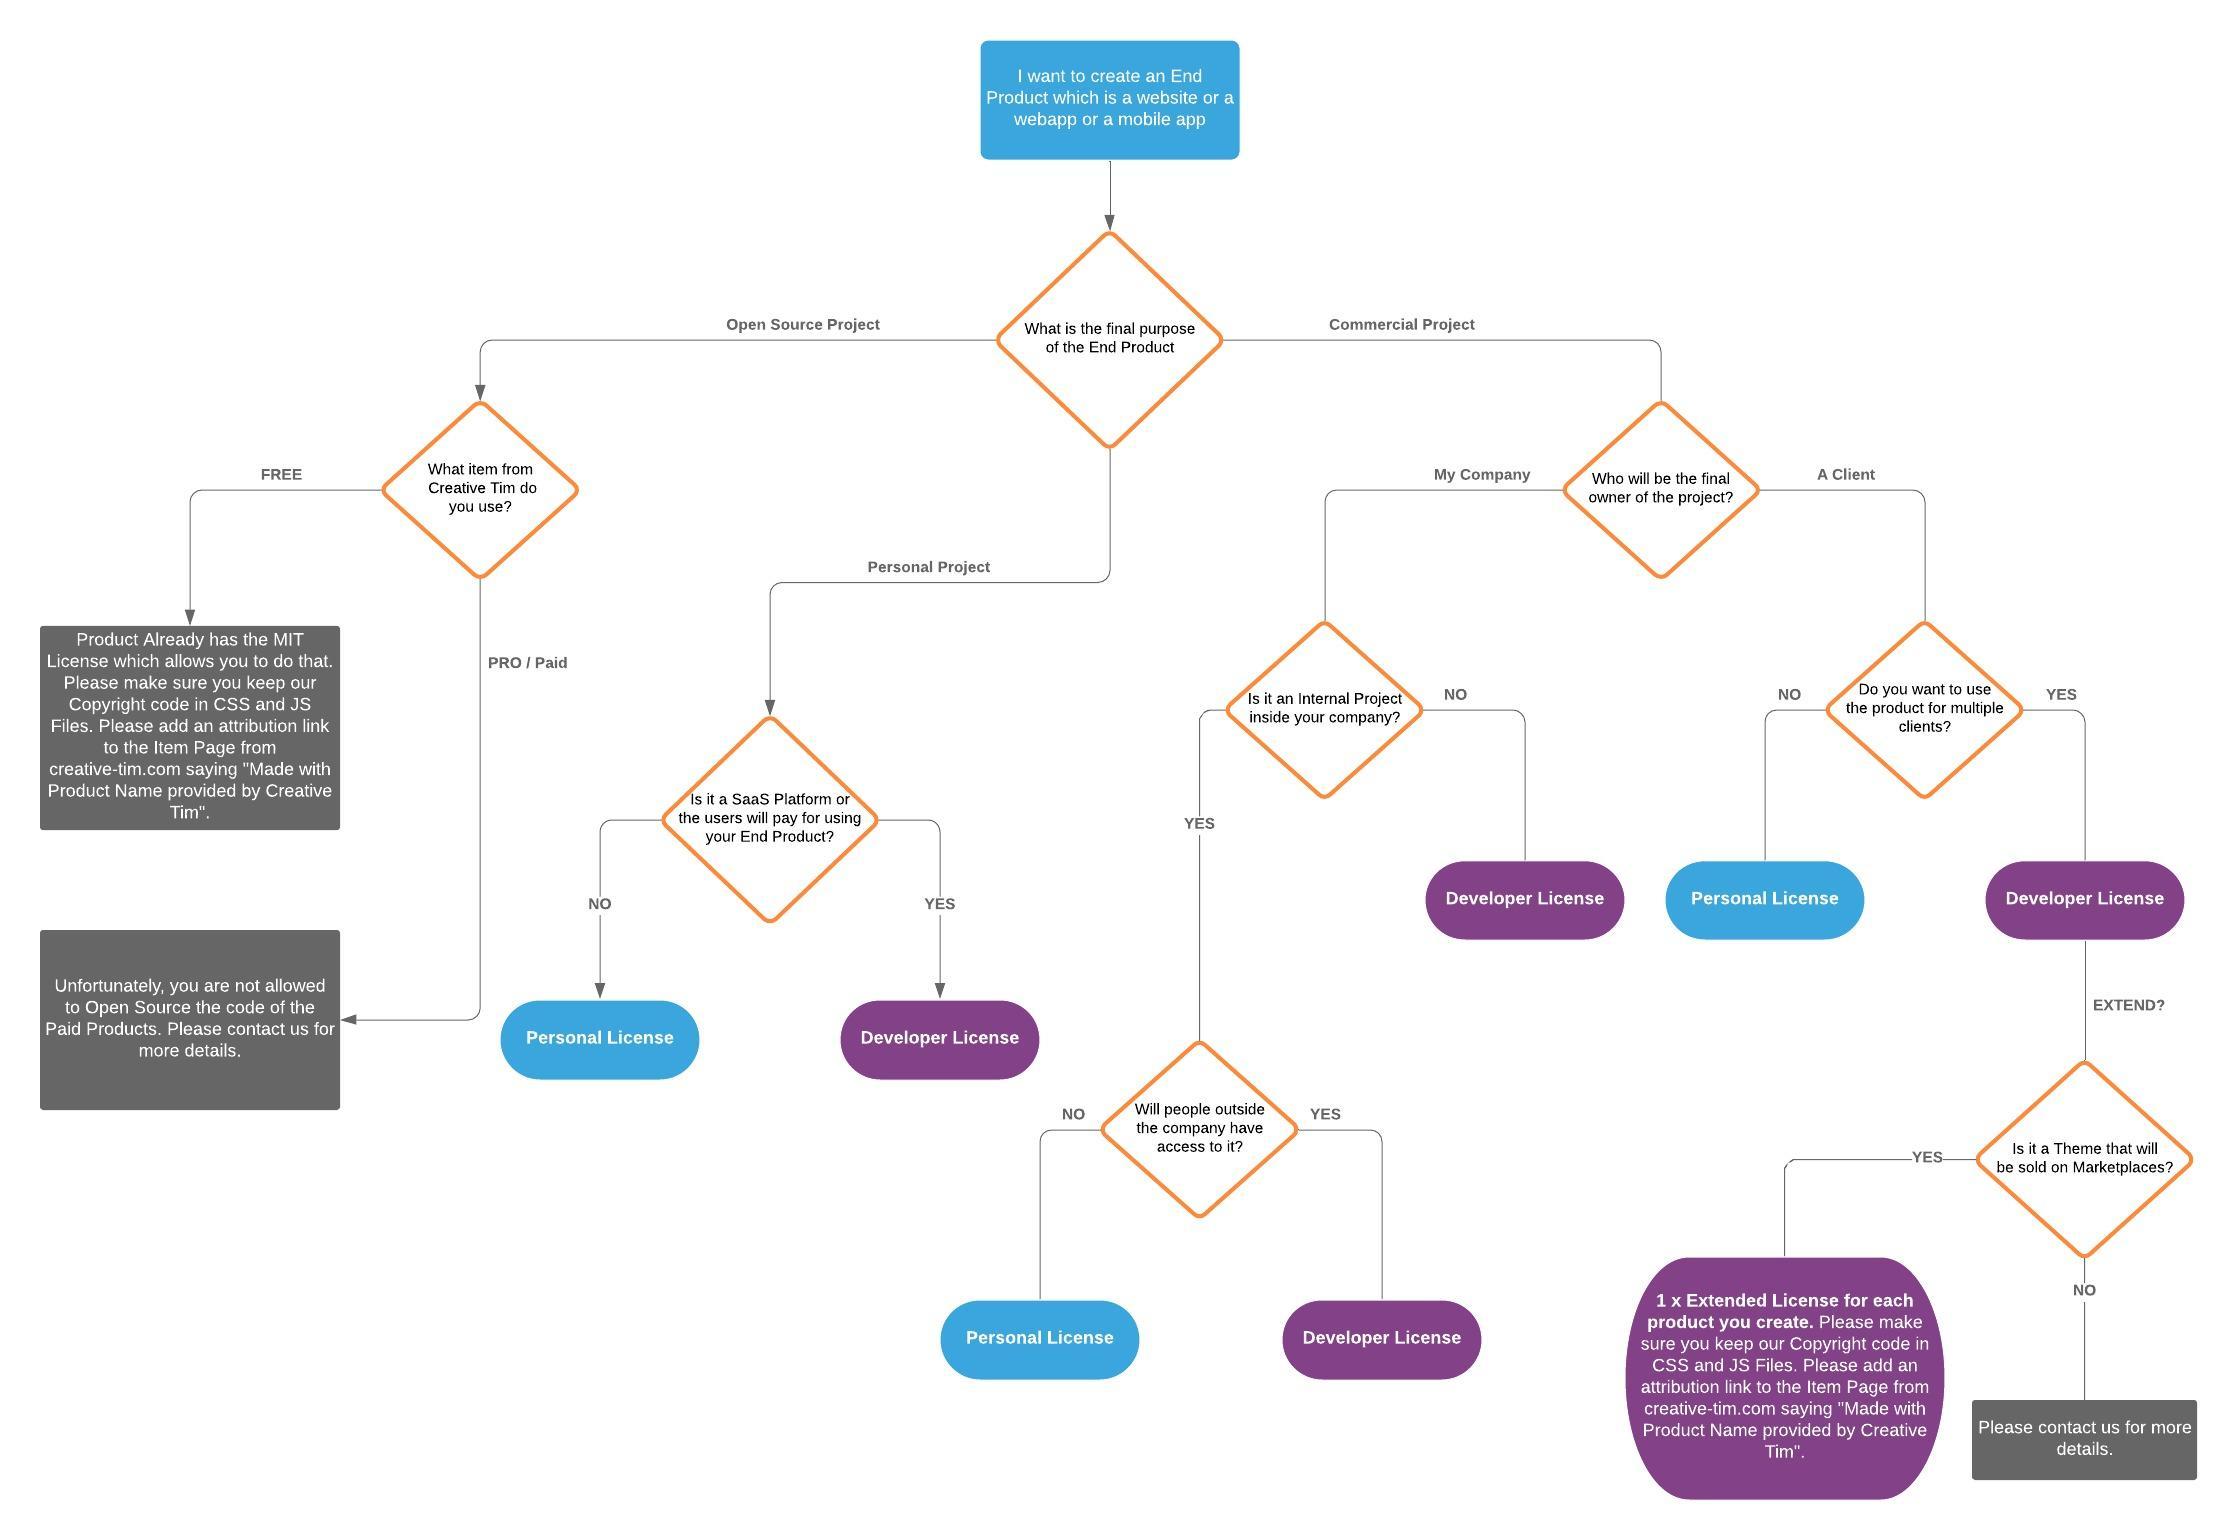 I want to create an End
Product which is a website or a
webapp or a mobile app
Open Source Project
What is the final purpose
of the End Product
Commercial Project
What item from
Creative Tim do
you use?
FREE
PRO / Paid
Product Already has the MIT
License which allows you to do that.
Please make sure you keep our
Copyright code in CSS and JS
Files. Please add an attribution link
to the Item Page from
creative-tim.com saying "Made with
Product Name provided by Creative
Tim".
Unfortunately, you are not allowed
to Open Source the code of the
Paid Products. Please contact us for
more details.
Personal Project
Is it a SaaS Platform or
the users will pay for using
your End Product?
NO
YES
Personal License
Developer License
My Company
Who will be the final
owner of the project?
A Client
Is it an Internal Project
inside your company?
NO
YES
Developer License
Will people outside
the company have
access to it?
NO
YES
Personal License
Developer License
Do you want to use
the product for multiple
clients?
NO
YES
Personal License
Developer License
EXTEND?
Is it a Theme that will
be sold on Marketplaces?
YES
NO
1 x Extended License for each
product you create. Please make
sure you keep our Copyright code in
CSS and JS Files. Please add an
attribution link to the Item Page from
creative-tim.com saying "Made with
Product Name provided by Creative
Tim".
Please contact us for more
details.